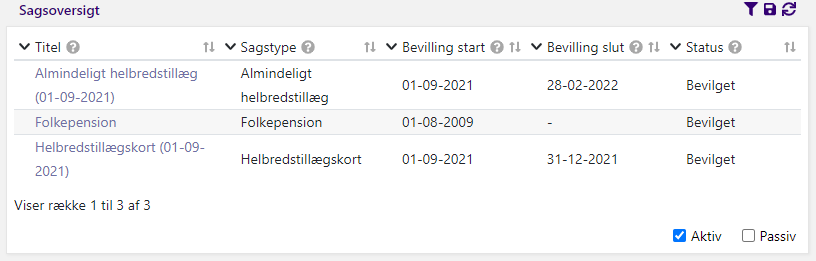 Sagsoversigt
Titel Sagstype Bevilling start Bevilling slut Status
Almindeligt helbredstillæg (01-09-2021) Almindeligt helbredstillæg 01-09-2021 28-02-2022 Bevilget
Folkepension Folkepension 01-08-2009 - Bevilget
Helbredstillægskort (01-09-2021) Helbredstillægskort 01-09-2021 31-12-2021 Bevilget
Viser række 1 til 3 af 3
Aktiv Passiv